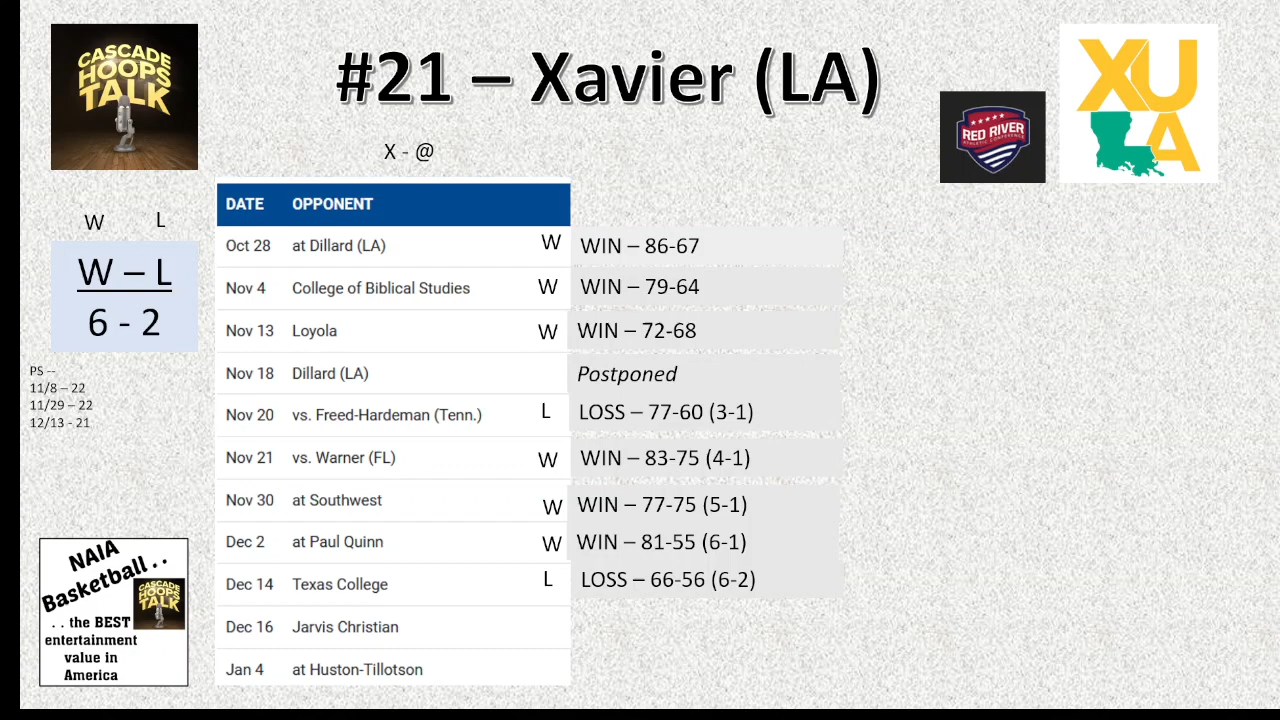 CASCADE
HOOPS
TALK
#21 – Xavier (LA)
XU
LA
RED RIVER
ATHLETIC CONFERENCE
X - @
W L
W – L
6 - 2
PS --
11/8 – 22
11/29 – 22
12/13 - 21
DATE OPPONENT
Oct 28 at Dillard (LA) W WIN – 86-67
Nov 4 College of Biblical Studies W WIN – 79-64
Nov 13 Loyola W WIN – 72-68
Nov 18 Dillard (LA) Postponed
Nov 20 vs. Freed-Hardeman (Tenn.) L LOSS – 77-60 (3-1)
Nov 21 vs. Warner (FL) W WIN – 83-75 (4-1)
Nov 30 at Southwest W WIN – 77-75 (5-1)
Dec 2 at Paul Quinn W WIN – 81-55 (6-1)
Dec 14 Texas College L LOSS – 66-56 (6-2)
Dec 16 Jarvis Christian
Jan 4 at Huston-Tillotson
NAIA
Basketball . .
CASCADE
HOOPS
TALK
. . the BEST
entertainment
value in
America